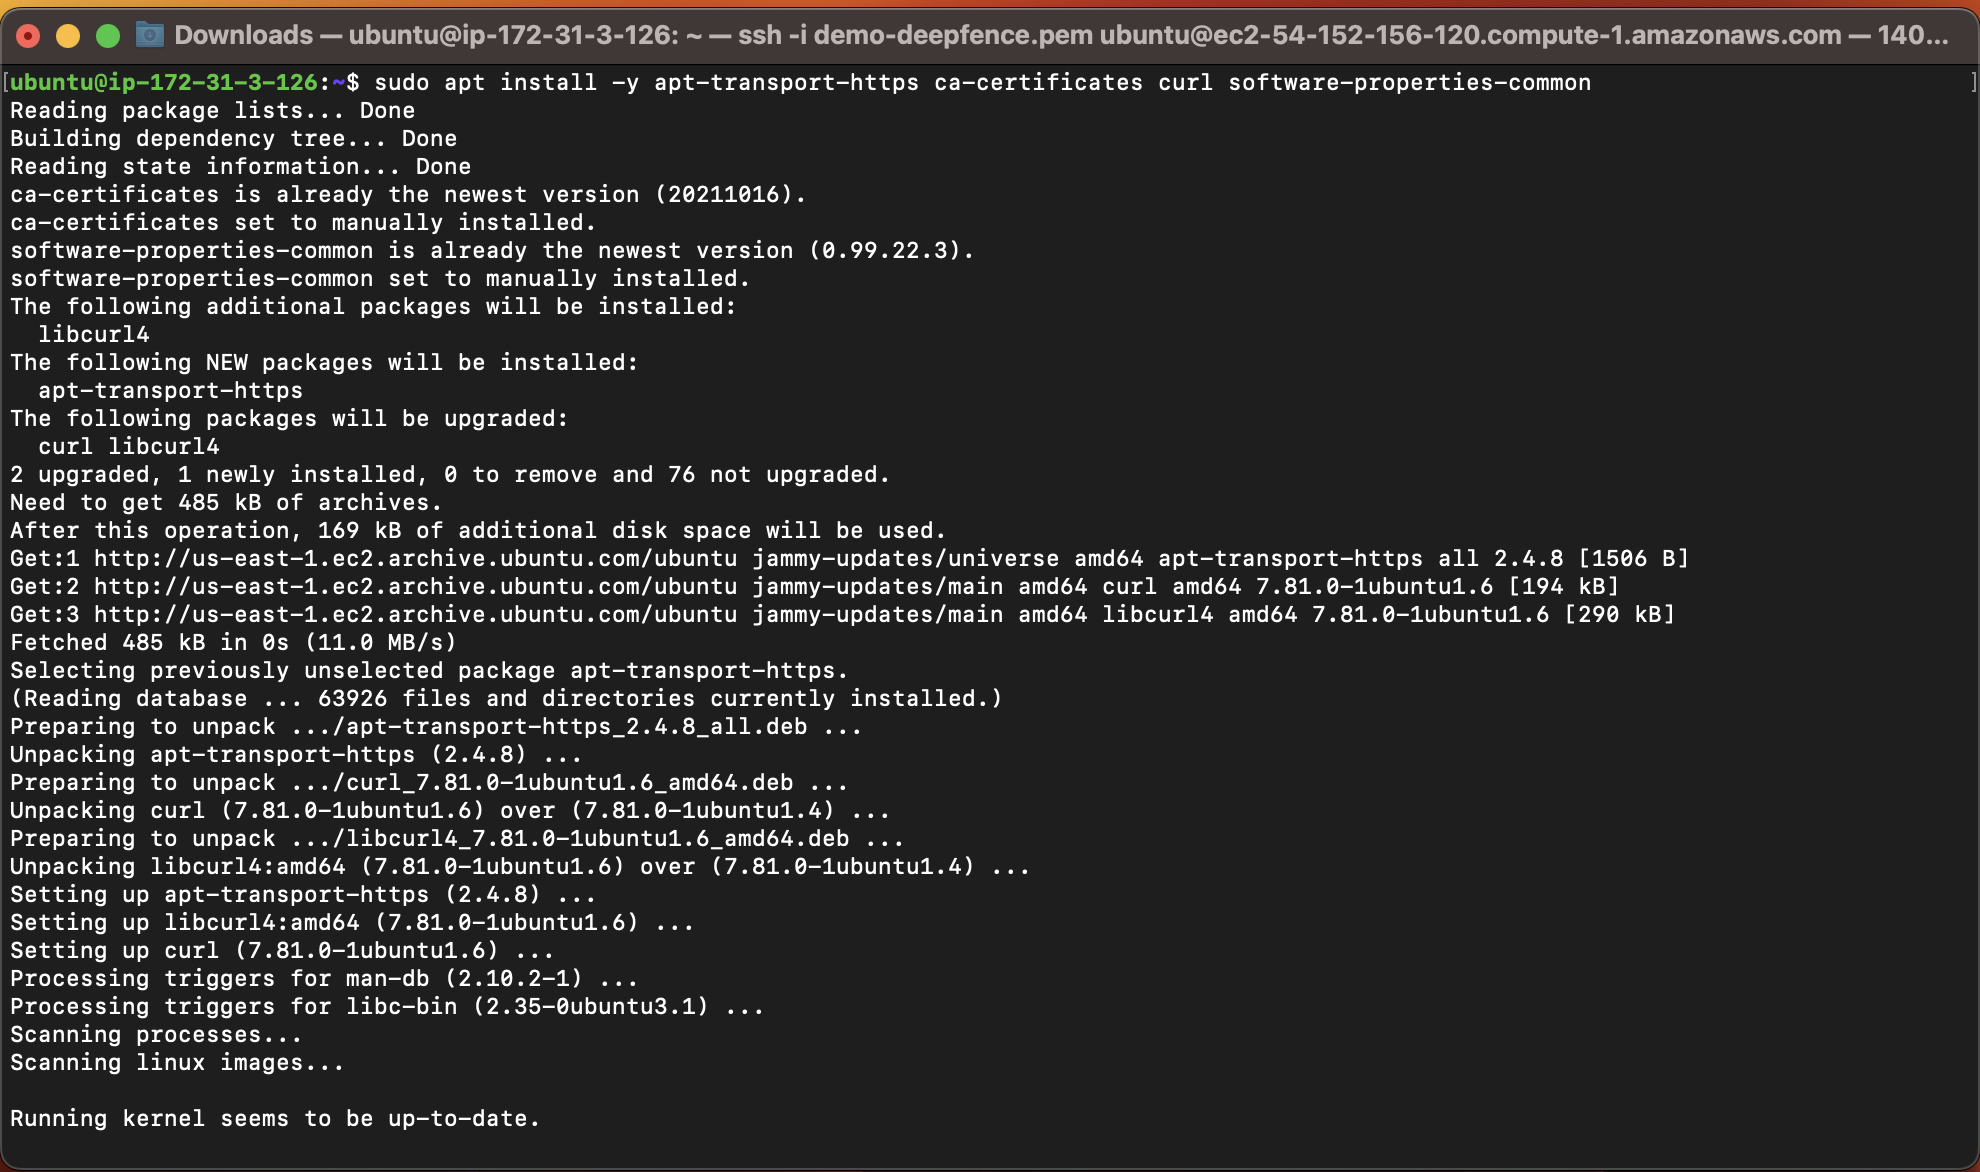 Downloads — ubuntu@ip-172-31-3-126: ~ — ssh -i demo-deepfence.pem ubuntu@ec2-54-152-156-120.compute-1.amazonaws.com — 140...
[ubuntu@ip-172-31-3-126:~$ sudo apt install -y apt-transport-https ca-certificates curl software-properties-common ]
Reading package lists... Done
Building dependency tree... Done
Reading state information... Done
ca-certificates is already the newest version (20211016).
ca-certificates set to manually installed.
software-properties-common is already the newest version (0.99.22.3).
software-properties-common set to manually installed.
The following additional packages will be installed:
  libcurl4
The following NEW packages will be installed:
  apt-transport-https
The following packages will be upgraded:
  curl libcurl4
2 upgraded, 1 newly installed, 0 to remove and 76 not upgraded.
Need to get 485 kB of archives.
After this operation, 169 kB of additional disk space will be used.
Get:1 http://us-east-1.ec2.archive.ubuntu.com/ubuntu jammy-updates/universe amd64 apt-transport-https all 2.4.8 [1506 B]
Get:2 http://us-east-1.ec2.archive.ubuntu.com/ubuntu jammy-updates/main amd64 curl amd64 7.81.0-1ubuntu1.6 [194 kB]
Get:3 http://us-east-1.ec2.archive.ubuntu.com/ubuntu jammy-updates/main amd64 libcurl4 amd64 7.81.0-1ubuntu1.6 [290 kB]
Fetched 485 kB in 0s (11.0 MB/s)
Selecting previously unselected package apt-transport-https.
(Reading database ... 63926 files and directories currently installed.)
Preparing to unpack .../apt-transport-https_2.4.8_all.deb ...
Unpacking apt-transport-https (2.4.8) ...
Preparing to unpack .../curl_7.81.0-1ubuntu1.6_amd64.deb ...
Unpacking curl (7.81.0-1ubuntu1.6) over (7.81.0-1ubuntu1.4) ...
Preparing to unpack .../libcurl4_7.81.0-1ubuntu1.6_amd64.deb ...
Unpacking libcurl4:amd64 (7.81.0-1ubuntu1.6) over (7.81.0-1ubuntu1.4) ...
Setting up apt-transport-https (2.4.8) ...
Setting up libcurl4:amd64 (7.81.0-1ubuntu1.6) ...
Setting up curl (7.81.0-1ubuntu1.6) ...
Processing triggers for man-db (2.10.2-1) ...
Processing triggers for libc-bin (2.35-0ubuntu3.1) ...
Scanning processes...
Scanning linux images...

Running kernel seems to be up-to-date.